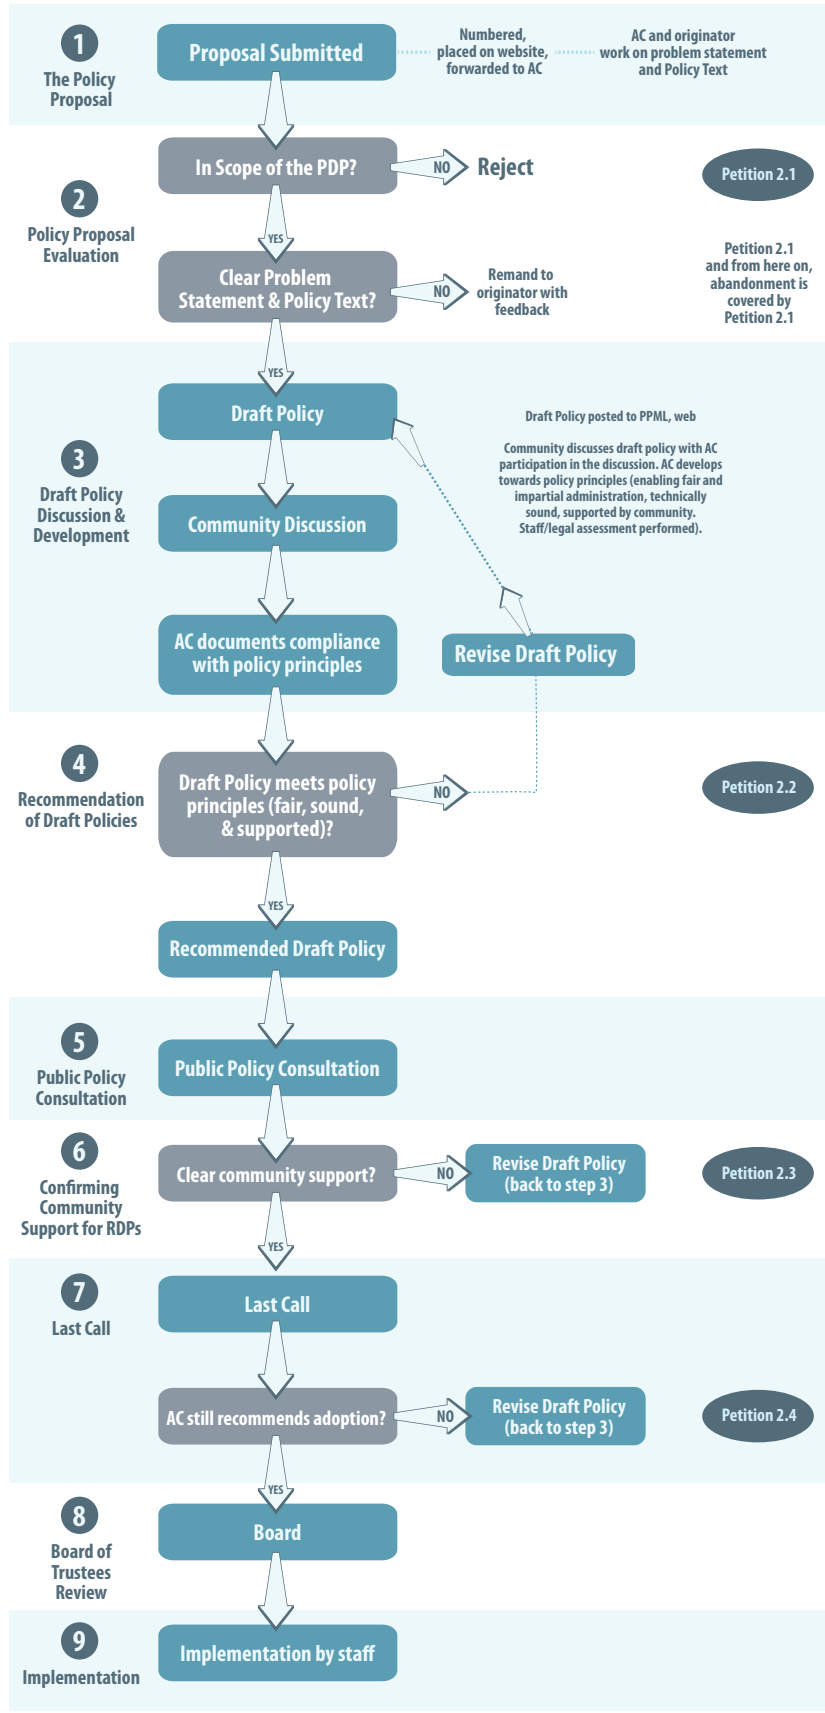 1
The Policy
Proposal
Proposal Submitted
Numbered,
placed on website,
forwarded to AC
AC and originator
work on problem statement
and Policy Text
2
Policy Proposal
Evaluation
In Scope of the PDP?
NO
Reject
Petition 2.1
YES
Clear Problem
Statement & Policy Text?
NO
Remand to
originator with
feedback
Petition 2.1
and from here on,
abandonment is
covered by
Petition 2.1
YES
3
Draft Policy
Discussion &
Development
Draft Policy
Draft Policy posted to PPML, web
Community discusses draft policy with AC
participation in the discussion. AC develops
towards policy principles (enabling fair and
impartial administration, technically
sound, supported by community.
Staff/legal assessment performed).
Community Discussion
AC documents compliance
with policy principles
Revise Draft Policy
4
Recommendation
of Draft Policies
Draft Policy meets policy
principles (fair, sound,
& supported)?
NO
Petition 2.2
YES
Recommended Draft Policy
5
Public Policy
Consultation
Public Policy Consultation
6
Confirming
Community
Support for RDPs
Clear community support?
NO
Revise Draft Policy
(back to step 3)
Petition 2.3
YES
7
Last Call
Last Call
AC still recommends adoption?
NO
Revise Draft Policy
(back to step 3)
Petition 2.4
YES
8
Board of
Trustees
Review
Board
9
Implementation
Implementation by staff